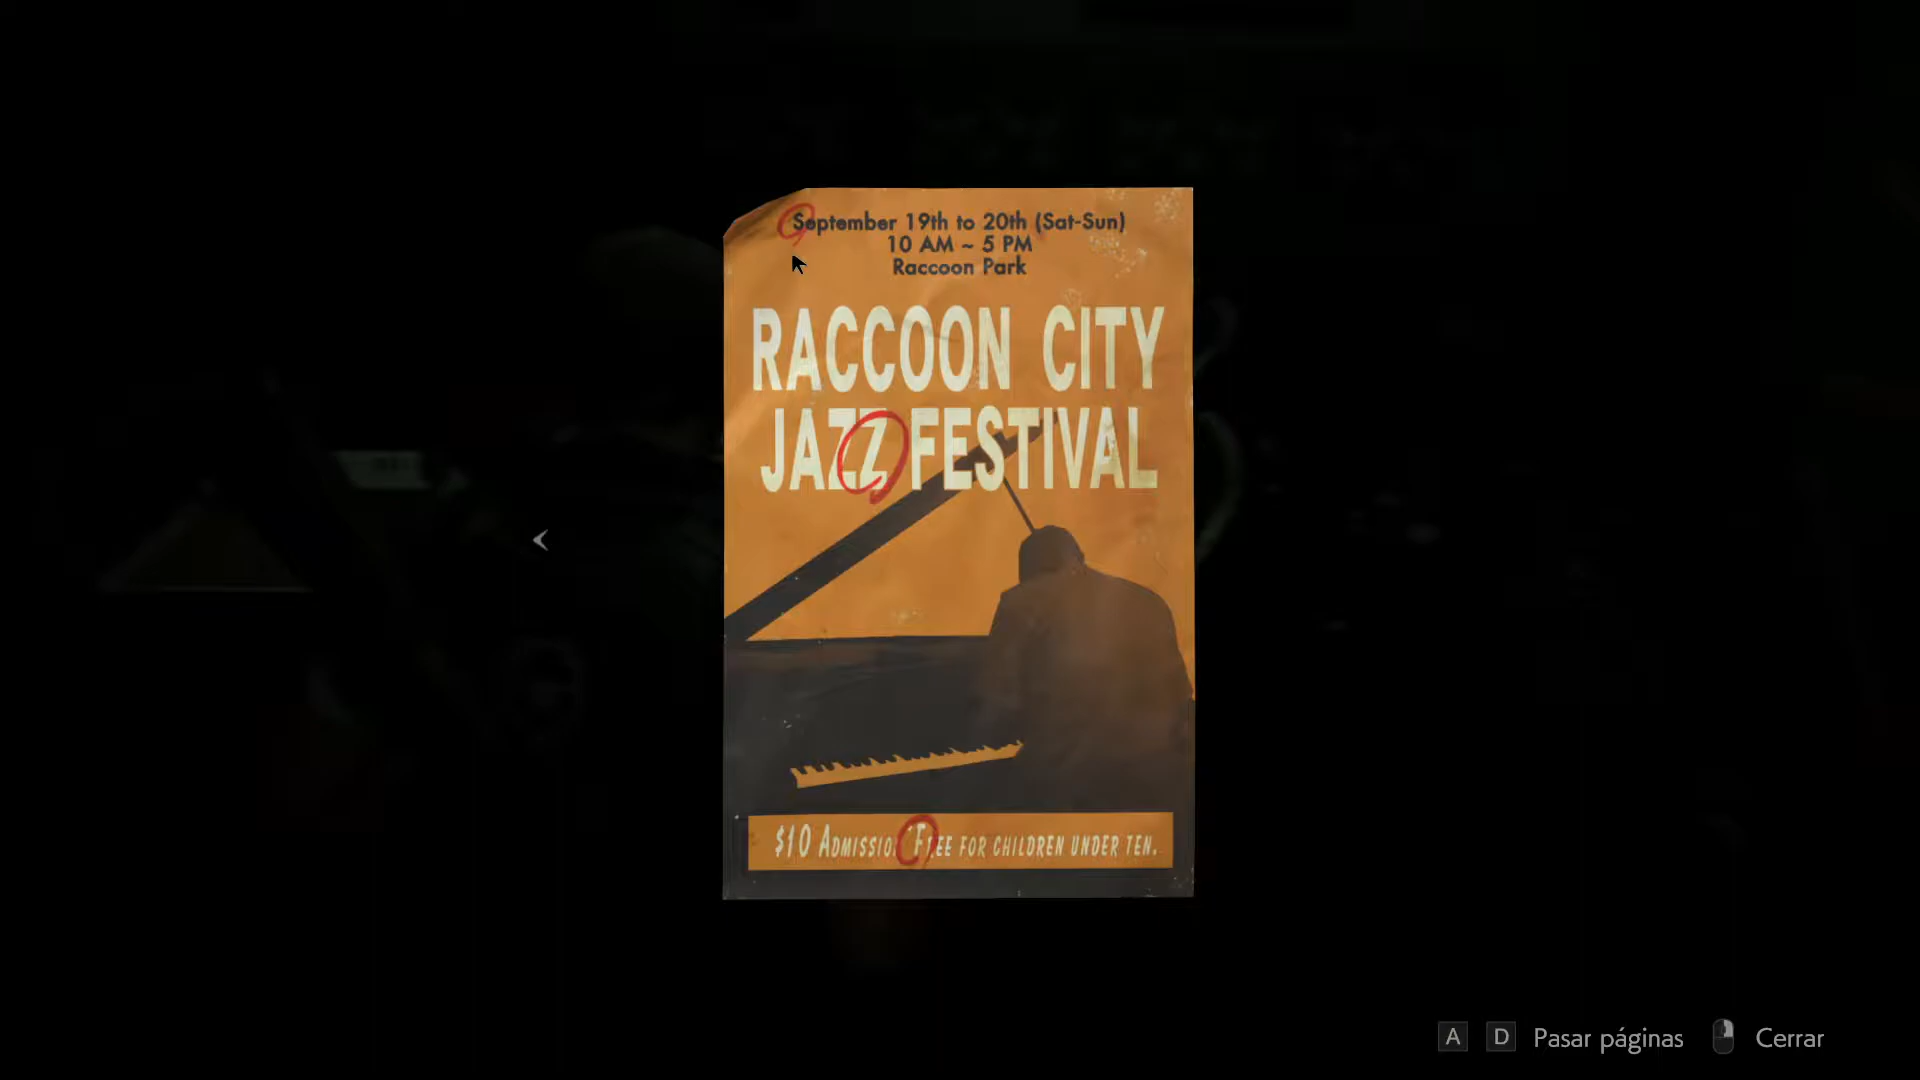 September 19th to 20th (Sat-Sun)
10 AM ~ 5 PM
Raccoon Park
RACCOON CITY
JAZZ FESTIVAL
$10 Admission Free for children under ten.
A D Pasar páginas Cerrar